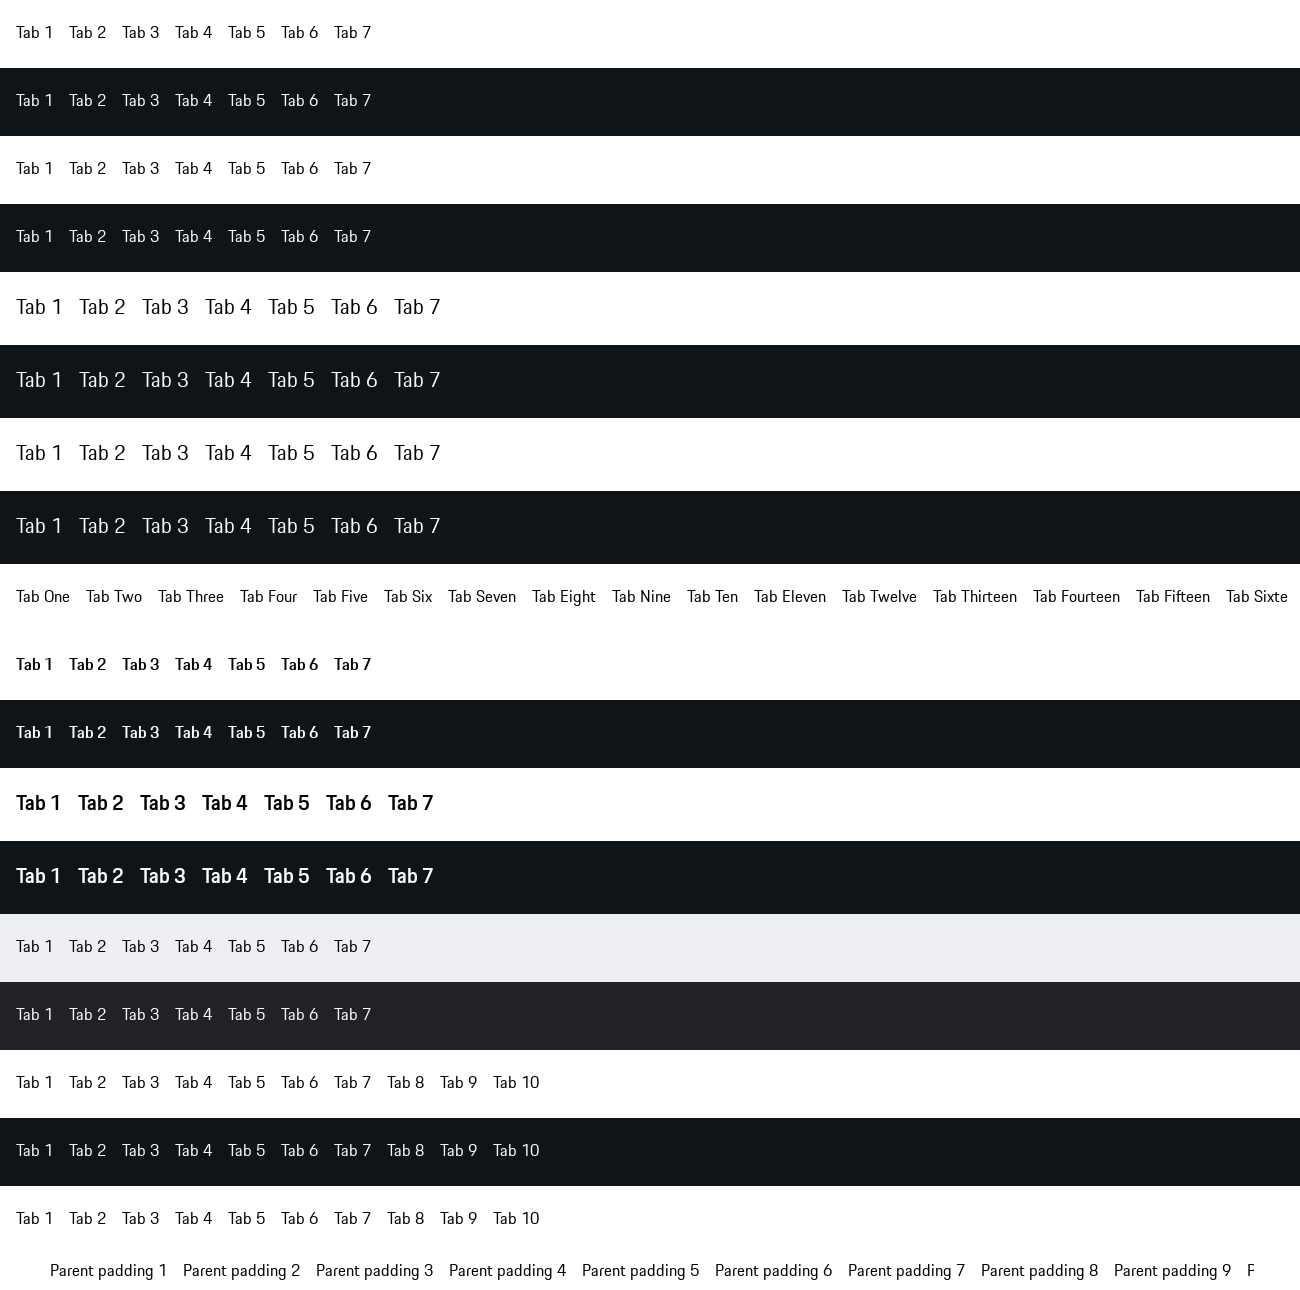 Tab 1 Tab 2 Tab 3 Tab 4 Tab 5 Tab 6 Tab 7
Tab 1 Tab 2 Tab 3 Tab 4 Tab 5 Tab 6 Tab 7
Tab 1 Tab 2 Tab 3 Tab 4 Tab 5 Tab 6 Tab 7
Tab 1 Tab 2 Tab 3 Tab 4 Tab 5 Tab 6 Tab 7
Tab 1 Tab 2 Tab 3 Tab 4 Tab 5 Tab 6 Tab 7
Tab 1 Tab 2 Tab 3 Tab 4 Tab 5 Tab 6 Tab 7
Tab 1 Tab 2 Tab 3 Tab 4 Tab 5 Tab 6 Tab 7
Tab 1 Tab 2 Tab 3 Tab 4 Tab 5 Tab 6 Tab 7
Tab One Tab Two Tab Three Tab Four Tab Five Tab Six Tab Seven Tab Eight Tab Nine Tab Ten Tab Eleven Tab Twelve Tab Thirteen Tab Fourteen Tab Fifteen Tab Sixte
Tab 1 Tab 2 Tab 3 Tab 4 Tab 5 Tab 6 Tab 7
Tab 1 Tab 2 Tab 3 Tab 4 Tab 5 Tab 6 Tab 7
Tab 1 Tab 2 Tab 3 Tab 4 Tab 5 Tab 6 Tab 7
Tab 1 Tab 2 Tab 3 Tab 4 Tab 5 Tab 6 Tab 7
Tab 1 Tab 2 Tab 3 Tab 4 Tab 5 Tab 6 Tab 7
Tab 1 Tab 2 Tab 3 Tab 4 Tab 5 Tab 6 Tab 7
Tab 1 Tab 2 Tab 3 Tab 4 Tab 5 Tab 6 Tab 7 Tab 8 Tab 9 Tab 10
Tab 1 Tab 2 Tab 3 Tab 4 Tab 5 Tab 6 Tab 7 Tab 8 Tab 9 Tab 10
Tab 1 Tab 2 Tab 3 Tab 4 Tab 5 Tab 6 Tab 7 Tab 8 Tab 9 Tab 10
Parent padding 1 Parent padding 2 Parent padding 3 Parent padding 4 Parent padding 5 Parent padding 6 Parent padding 7 Parent padding 8 Parent padding 9